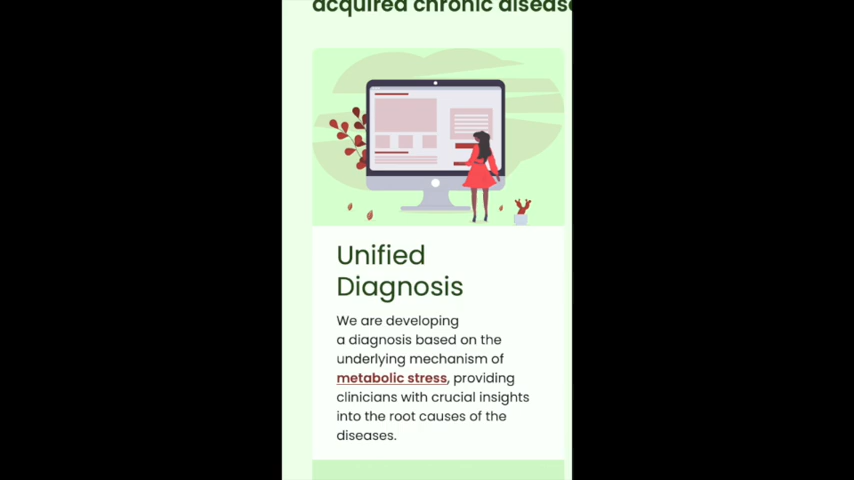 acquired chronic disease
Unified
Diagnosis
We are developing
a diagnosis based on the
underlying mechanism of
metabolic stress, providing
clinicians with crucial insights
into the root causes of the
diseases.